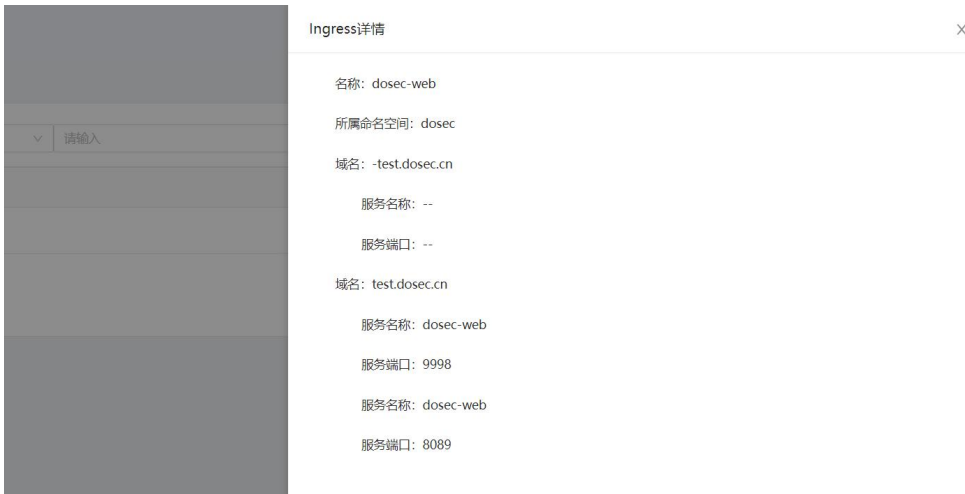 Ingress详情
请输入
名称：dosec-web
所属命名空间：dosec
域名：-test.dosec.cn
服务名称：--
服务端口：--
域名：test.dosec.cn
服务名称：dosec-web
服务端口：9998
服务名称：dosec-web
服务端口：8089